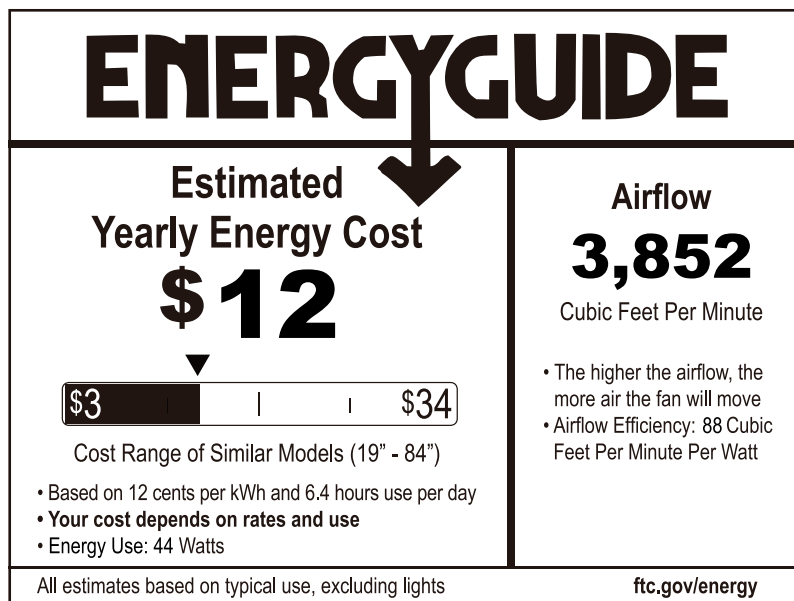 ENERGYGUIDE
Estimated
Yearly Energy Cost
$12
$3 $34
Cost Range of Similar Models (19” - 84”)
• Based on 12 cents per kWh and 6.4 hours use per day
• Your cost depends on rates and use
• Energy Use: 44 Watts
Airflow
3,852
Cubic Feet Per Minute
• The higher the airflow, the
more air the fan will move
• Airflow Efficiency: 88 Cubic
Feet Per Minute Per Watt
All estimates based on typical use, excluding lights
ftc.gov/energy